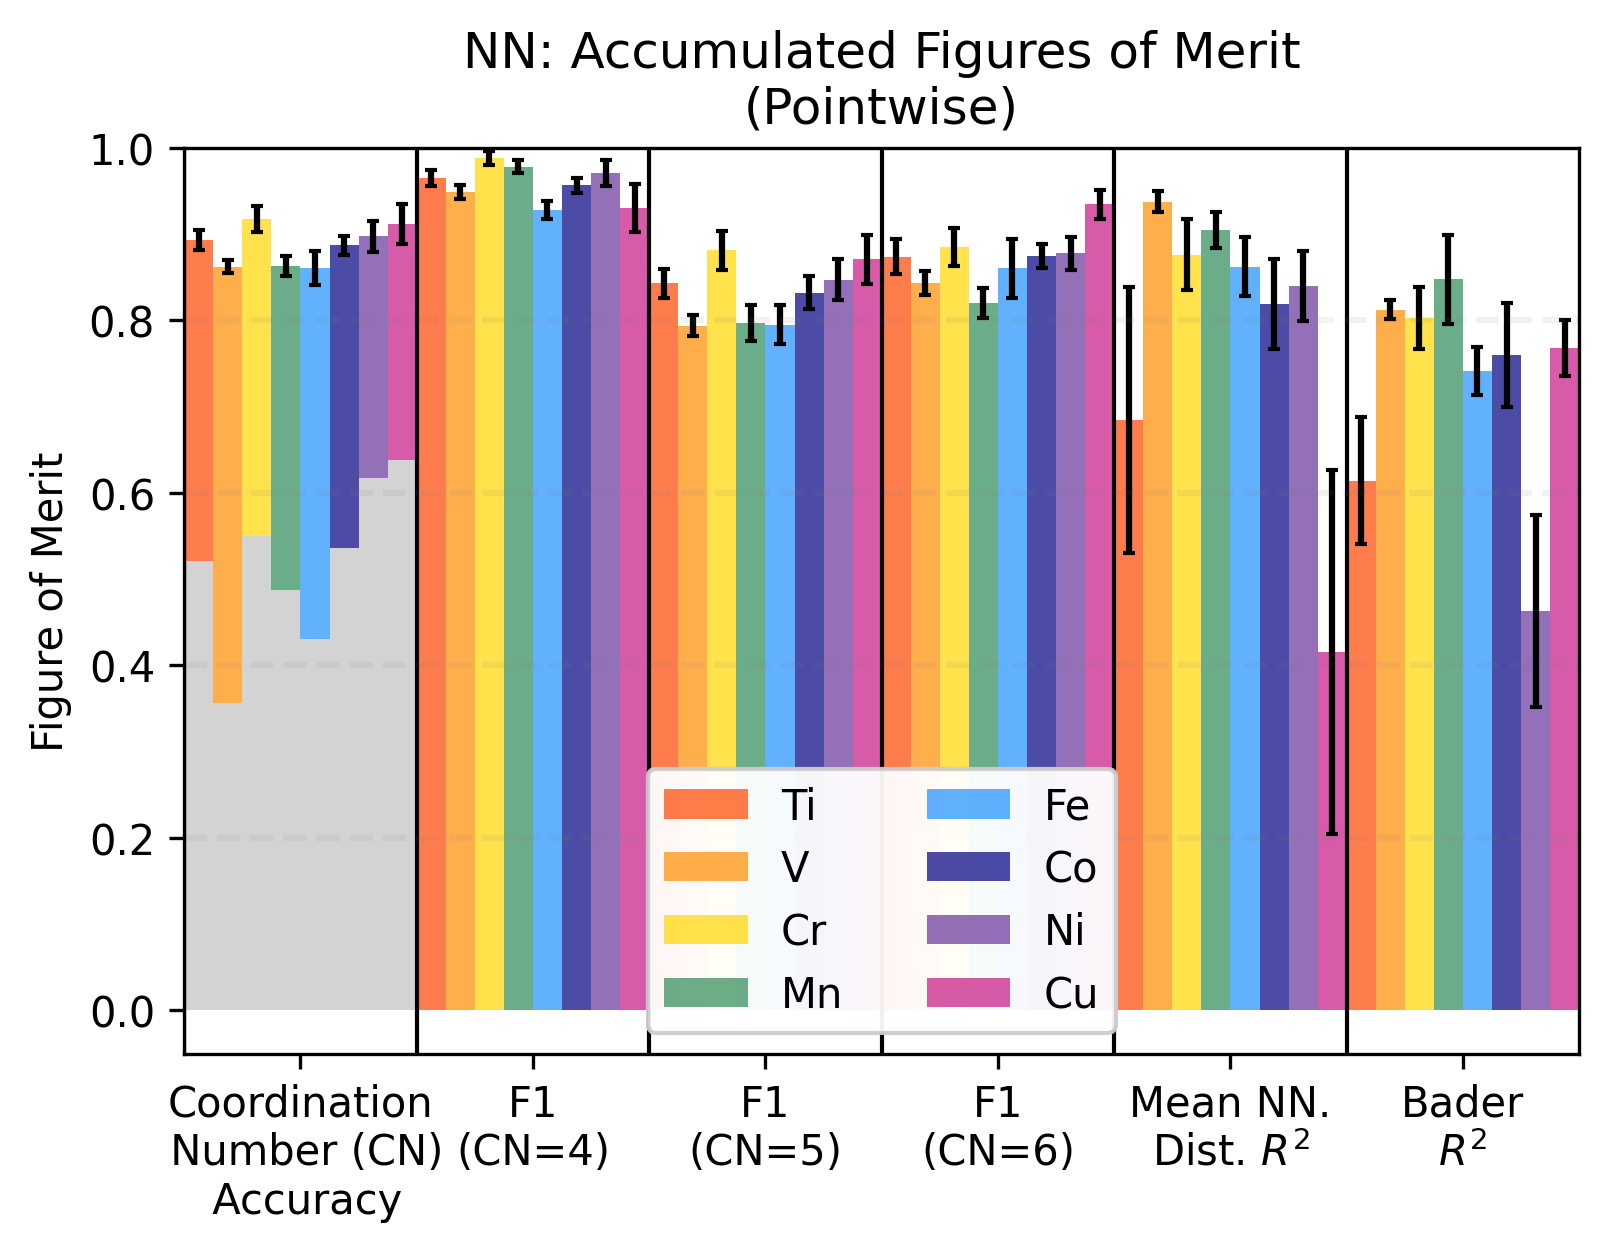 NN: Accumulated Figures of Merit
(Pointwise)
Figure of Merit
1.0
0.8
0.6
0.4
0.2
0.0
Ti
V
Cr
Mn
Fe
Co
Ni
Cu
Coordination
Number (CN)
Accuracy
F1
(CN=4)
F1
(CN=5)
F1
(CN=6)
Mean NN.
Dist. R²
Bader
R²